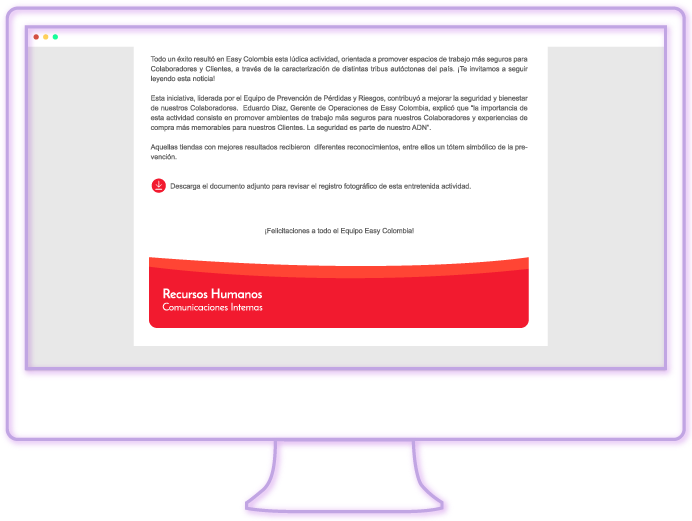 Todo un éxito resultó en Easy Colombia esta lúdica actividad, orientada a promover espacios de trabajo más seguros para
Colaboradores y Clientes, a través de la caracterización de distintas tribus autóctonas del país. ¡Te invitamos a seguir
leyendo esta noticia!
Esta iniciativa, liderada por el Equipo de Prevención de Pérdidas y Riesgos, contribuyó a mejorar la seguridad y bienestar
de nuestros Colaboradores. Eduardo Diaz, Gerente de Operaciones de Easy Colombia, explicó que "la importancia de
esta actividad consiste en promover ambientes de trabajo más seguros para nuestros Colaboradores y experiencias de
compra más memorables para nuestros Clientes. La seguridad es parte de nuestro ADN".
Aquellas tiendas con mejores resultados recibieron diferentes reconocimientos, entre ellos un tótem simbólico de la pre-
vención.
Descarga el documento adjunto para revisar el registro fotográfico de esta entretenida actividad.
¡Felicitaciones a todo el Equipo Easy Colombia!
Recursos Humanos
Comunicaciones Internas